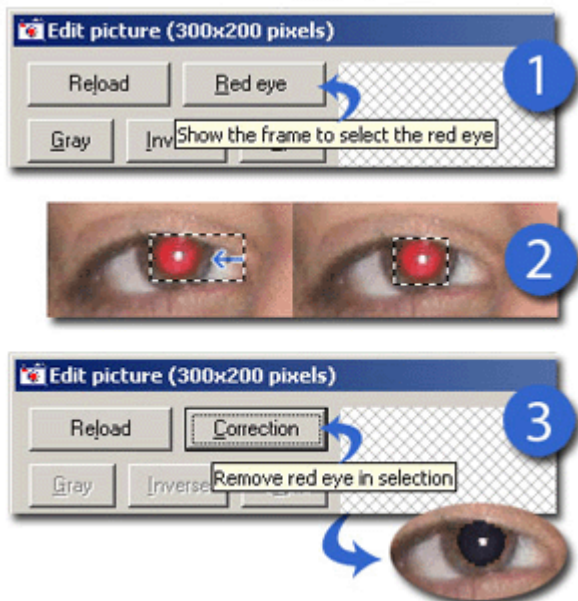 Edit picture (300x200 pixels)
1
Reload Red eye
Show the frame to select the red eye
Gray Inv
2
Edit picture (300x200 pixels)
3
Reload Correction
Remove red eye in selection
Gray Inverse